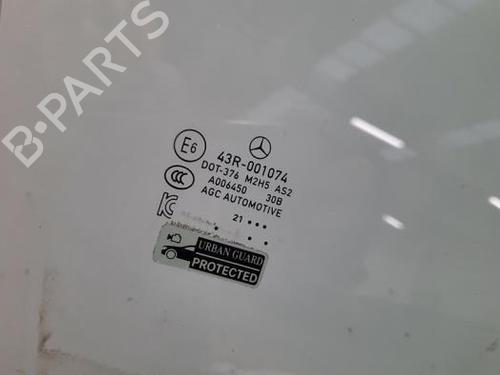 B-PARTS
E6
43R-001074
DOT-376 M2H5 AS2
A006450 30B
AGC AUTOMOTIVE
21
URBAN GUARD
PROTECTED